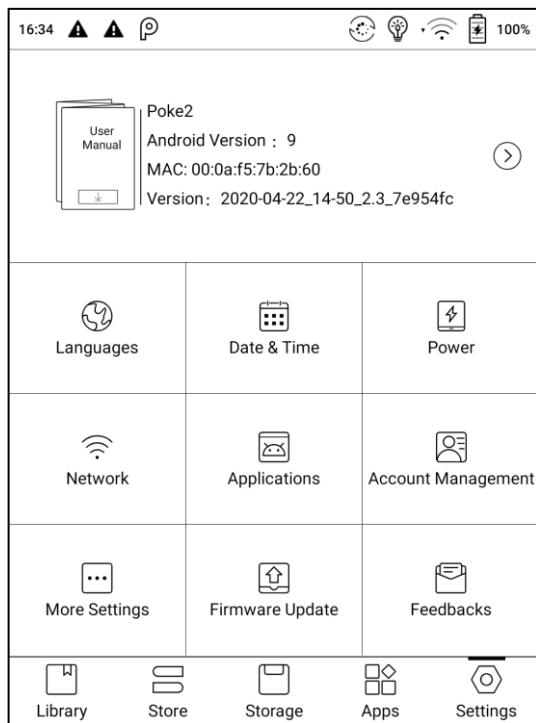 16:34 100%
User
Manual
Poke2
Android Version : 9
MAC: 00:0a:f5:7b:2b:60
Version: 2020-04-22_14-50_2.3_7e954fc
Languages Date & Time Power
Network Applications Account Management
More Settings Firmware Update Feedbacks
Library Store Storage Apps Settings